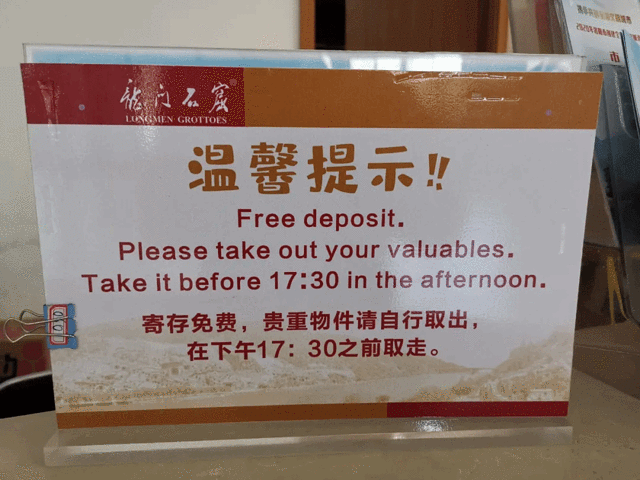 龍门石窟®
LONGMEN GROTTOES
温馨提示!!
Free deposit.
Please take out your valuables.
Take it before 17:30 in the afternoon.
寄存免费，贵重物件请自行取出，
在下午17：30之前取走。